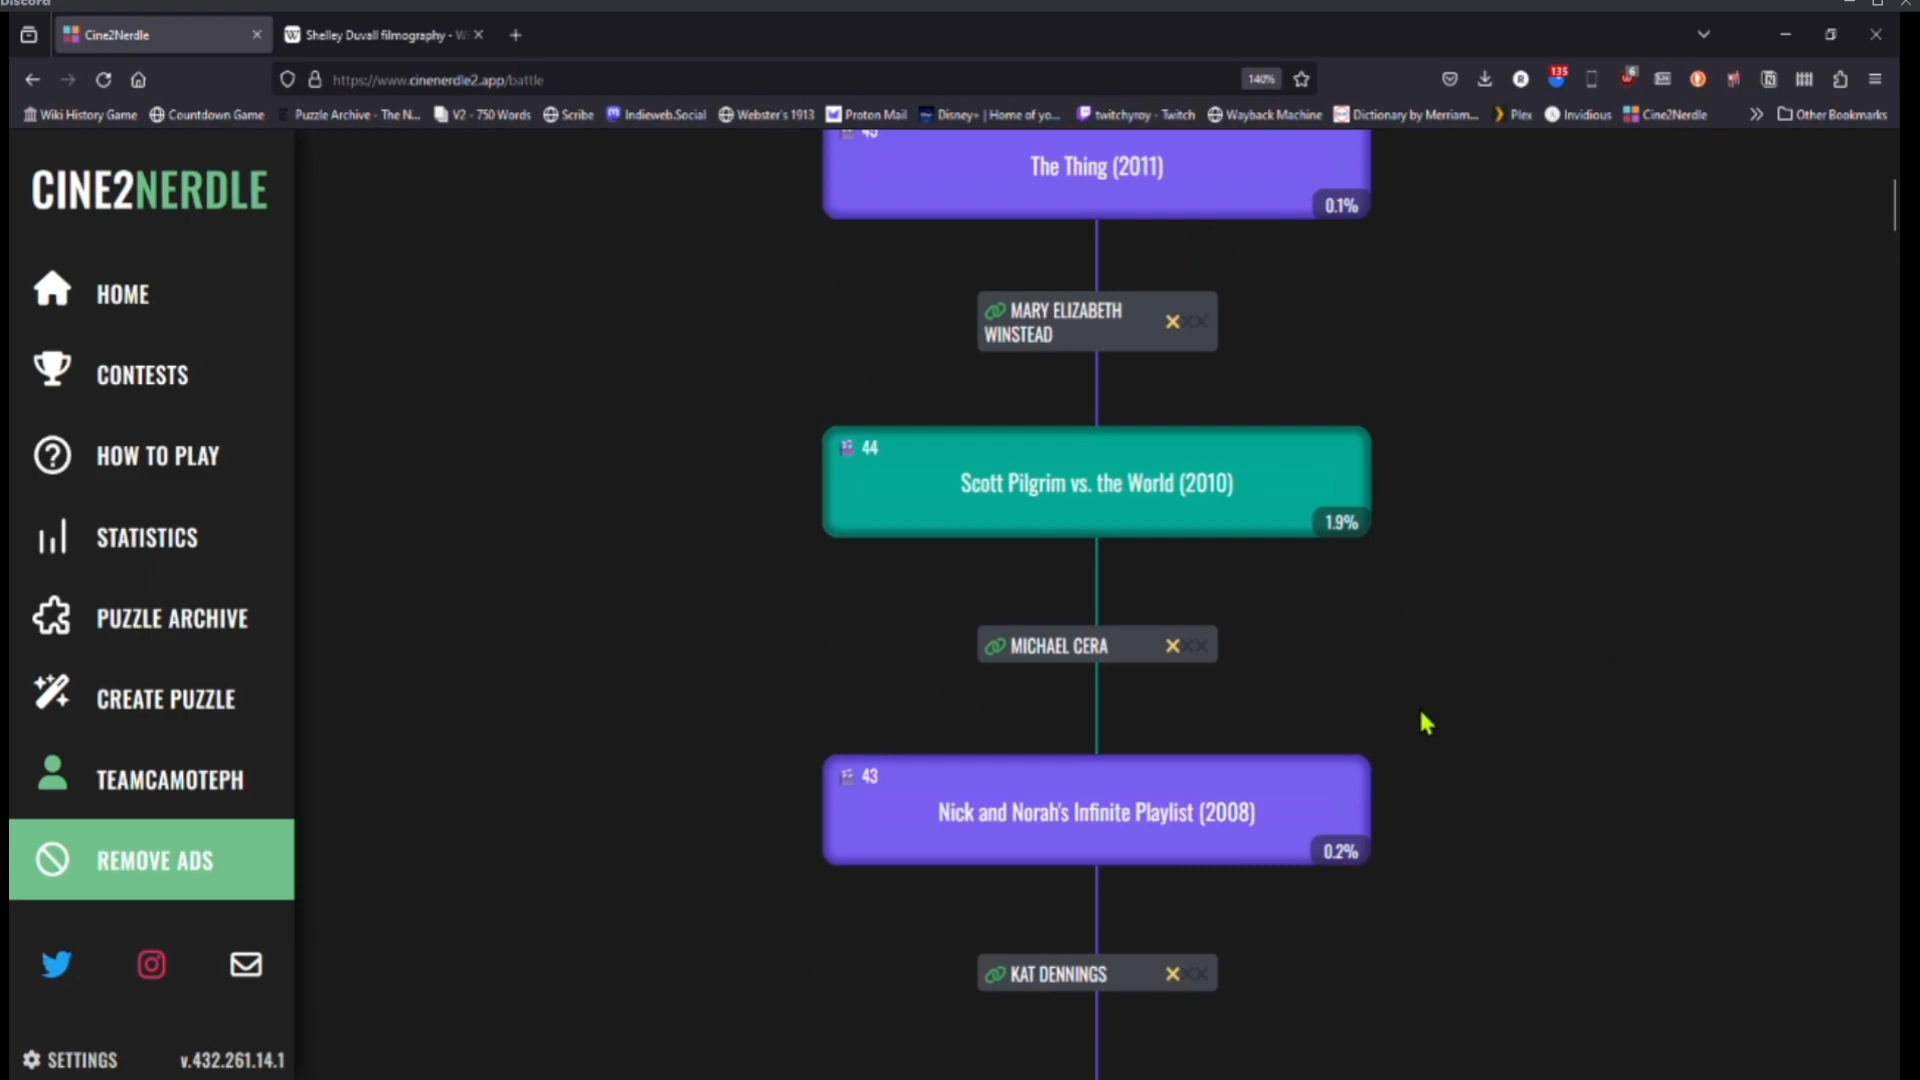 Discord
Cine2Nerdle
Shelley Duvall filmography - W
https://www.cinenerdle2.app/battle
140%
135
6
Wiki History Game
Countdown Game
Puzzle Archive - The N...
V2 - 750 Words
Scribe
Indieweb.Social
Webster's 1913
Proton Mail
Disney+ | Home of yo...
twitchyroy - Twitch
Wayback Machine
Dictionary by Merriam...
Plex
Invidious
Cine2Nerdle
Other Bookmarks
CINE2NERDLE
HOME
CONTESTS
HOW TO PLAY
STATISTICS
PUZZLE ARCHIVE
CREATE PUZZLE
TEAMCAMOTEPH
REMOVE ADS
SETTINGS
v.432.261.14.1
45
The Thing (2011)
0.1%
MARY ELIZABETH
WINSTEAD
44
Scott Pilgrim vs. the World (2010)
1.9%
MICHAEL CERA
43
Nick and Norah's Infinite Playlist (2008)
0.2%
KAT DENNINGS